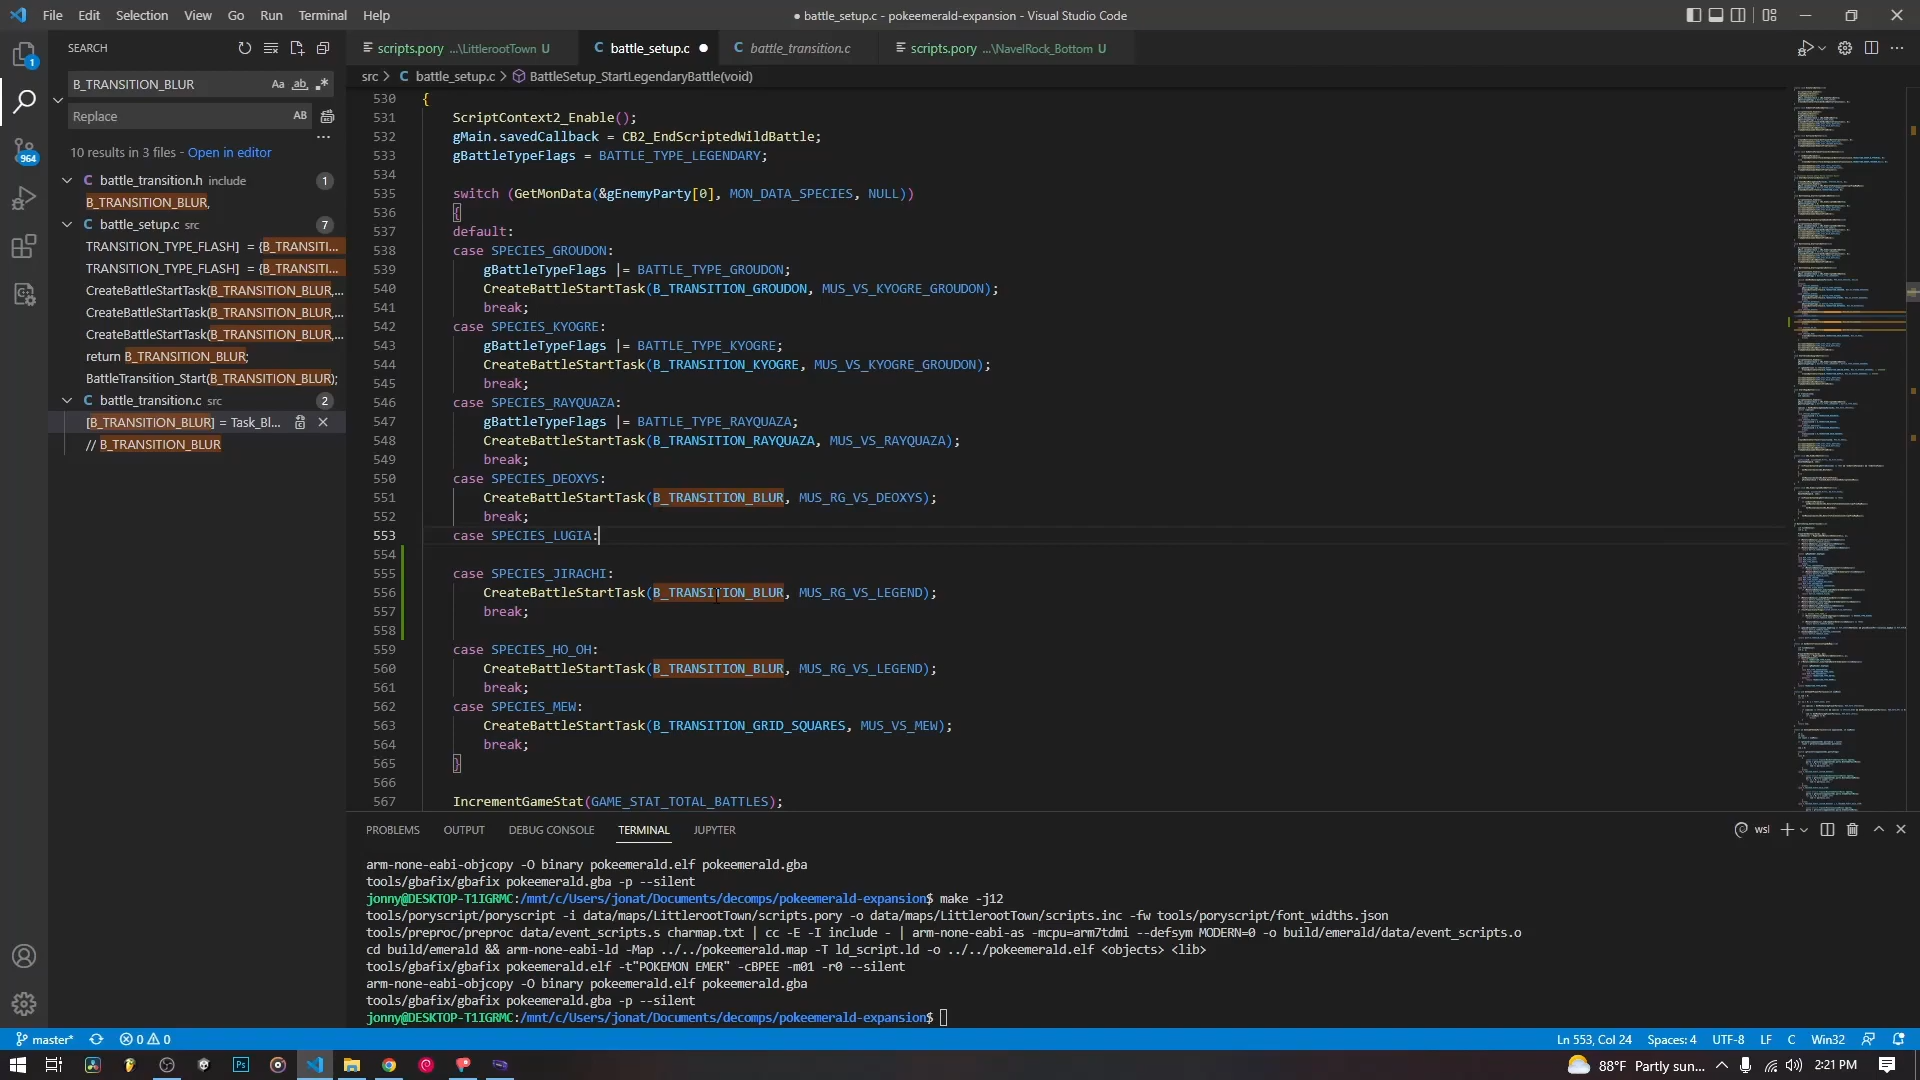 File Edit Selection View Go Run Terminal Help
● battle_setup.c - pokeemerald-expansion - Visual Studio Code
SEARCH
scripts.pory ...\LittlerootTown U
battle_setup.c
battle_transition.c
scripts.pory ...\NavelRock_Bottom U
src > C battle_setup.c > BattleSetup_StartLegendaryBattle(void)
B_TRANSITION_BLUR
Replace
10 results in 3 files - Open in editor
battle_transition.h include 1
B_TRANSITION_BLUR,
battle_setup.c src 7
TRANSITION_TYPE_FLASH] = {B_TRANSITI...
TRANSITION_TYPE_FLASH] = {B_TRANSITI...
CreateBattleStartTask(B_TRANSITION_BLUR,...
CreateBattleStartTask(B_TRANSITION_BLUR,...
CreateBattleStartTask(B_TRANSITION_BLUR,...
return B_TRANSITION_BLUR;
BattleTransition_Start(B_TRANSITION_BLUR);
battle_transition.c src 2
[B_TRANSITION_BLUR] = Task_Bl...
// B_TRANSITION_BLUR
530 {
531 ScriptContext2_Enable();
532 gMain.savedCallback = CB2_EndScriptedWildBattle;
533 gBattleTypeFlags = BATTLE_TYPE_LEGENDARY;
534
535 switch (GetMonData(&gEnemyParty[0], MON_DATA_SPECIES, NULL))
536 {
537 default:
538 case SPECIES_GROUDON:
539 gBattleTypeFlags |= BATTLE_TYPE_GROUDON;
540 CreateBattleStartTask(B_TRANSITION_GROUDON, MUS_VS_KYOGRE_GROUDON);
541 break;
542 case SPECIES_KYOGRE:
543 gBattleTypeFlags |= BATTLE_TYPE_KYOGRE;
544 CreateBattleStartTask(B_TRANSITION_KYOGRE, MUS_VS_KYOGRE_GROUDON);
545 break;
546 case SPECIES_RAYQUAZA:
547 gBattleTypeFlags |= BATTLE_TYPE_RAYQUAZA;
548 CreateBattleStartTask(B_TRANSITION_RAYQUAZA, MUS_VS_RAYQUAZA);
549 break;
550 case SPECIES_DEOXYS:
551 CreateBattleStartTask(B_TRANSITION_BLUR, MUS_RG_VS_DEOXYS);
552 break;
553 case SPECIES_LUGIA:
554
555 case SPECIES_JIRACHI:
556 CreateBattleStartTask(B_TRANSITION_BLUR, MUS_RG_VS_LEGEND);
557 break;
558
559 case SPECIES_HO_OH:
560 CreateBattleStartTask(B_TRANSITION_BLUR, MUS_RG_VS_LEGEND);
561 break;
562 case SPECIES_MEW:
563 CreateBattleStartTask(B_TRANSITION_GRID_SQUARES, MUS_VS_MEW);
564 break;
565 }
566
567 IncrementGameStat(GAME_STAT_TOTAL_BATTLES);
PROBLEMS OUTPUT DEBUG CONSOLE TERMINAL JUPYTER
wsl
arm-none-eabi-objcopy -O binary pokeemerald.elf pokeemerald.gba
tools/gbafix/gbafix pokeemerald.gba -p --silent
jonny@DESKTOP-T1IGRMC:/mnt/c/Users/jonat/Documents/decomps/pokeemerald-expansion$ make -j12
tools/poryscript/poryscript -i data/maps/LittlerootTown/scripts.pory -o data/maps/LittlerootTown/scripts.inc -fw tools/poryscript/font_widths.json
tools/preproc/preproc data/event_scripts.s charmap.txt | cc -E -I include - | arm-none-eabi-as -mcpu=arm7tdmi --defsym MODERN=0 -o build/emerald/data/event_scripts.o
cd build/emerald && arm-none-eabi-ld -Map ../../pokeemerald.map -T ld_script.ld -o ../../pokeemerald.elf <objects> <lib>
tools/gbafix/gbafix pokeemerald.elf -t"POKEMON EMER" -cBPEE -m01 -r0 --silent
arm-none-eabi-objcopy -O binary pokeemerald.elf pokeemerald.gba
tools/gbafix/gbafix pokeemerald.gba -p --silent
jonny@DESKTOP-T1IGRMC:/mnt/c/Users/jonat/Documents/decomps/pokeemerald-expansion$
1
964
master* 0 0
Ln 553, Col 24 Spaces: 4 UTF-8 LF C Win32
88°F Partly sun... 2:21 PM